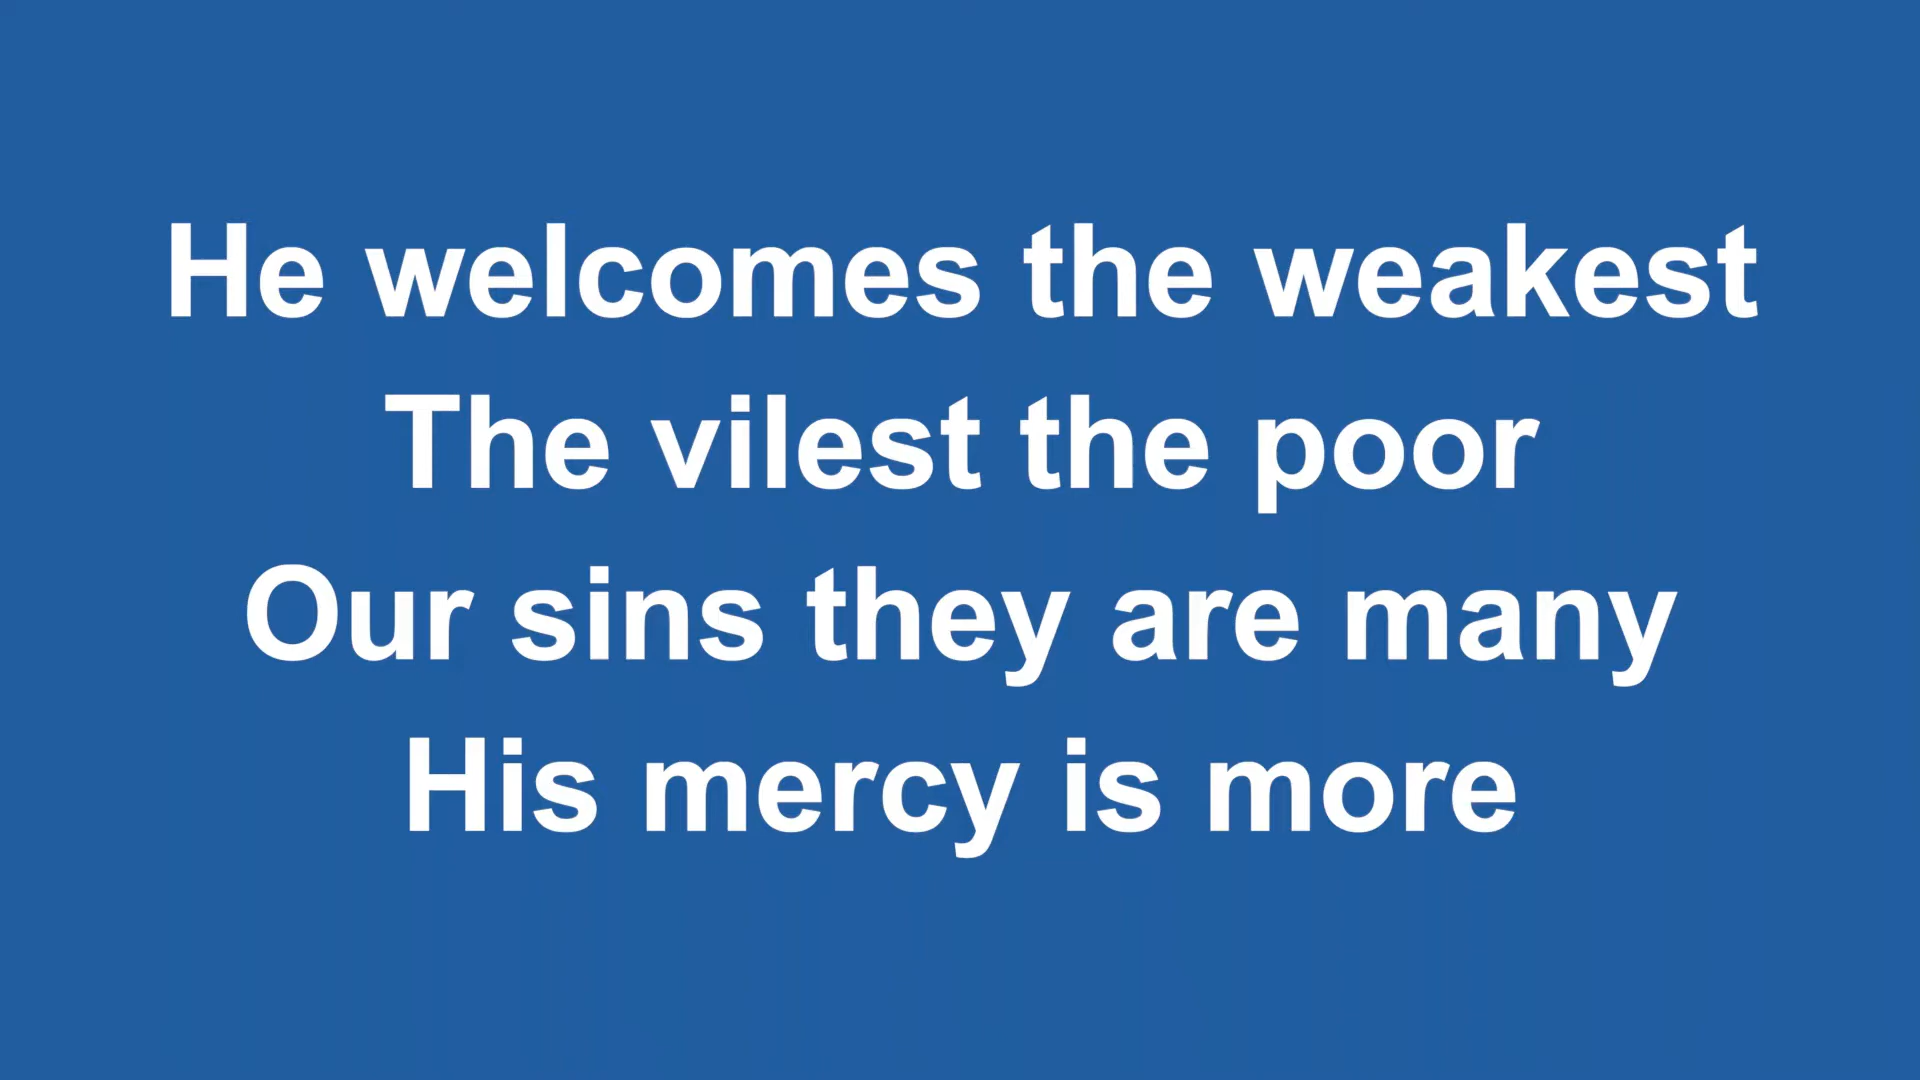 He welcomes the weakest
The vilest the poor
Our sins they are many
His mercy is more